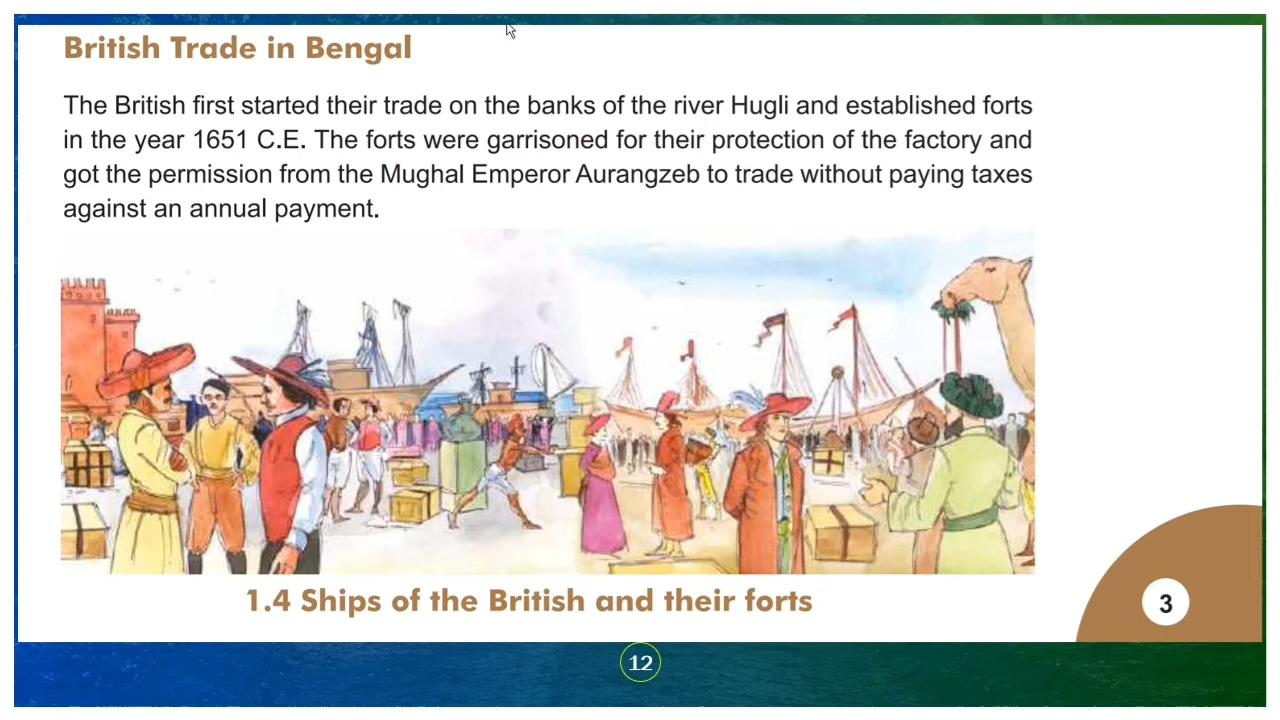 British Trade in Bengal
The British first started their trade on the banks of the river Hugli and established forts
in the year 1651 C.E. The forts were garrisoned for their protection of the factory and
got the permission from the Mughal Emperor Aurangzeb to trade without paying taxes
against an annual payment.
1.4 Ships of the British and their forts
3
12